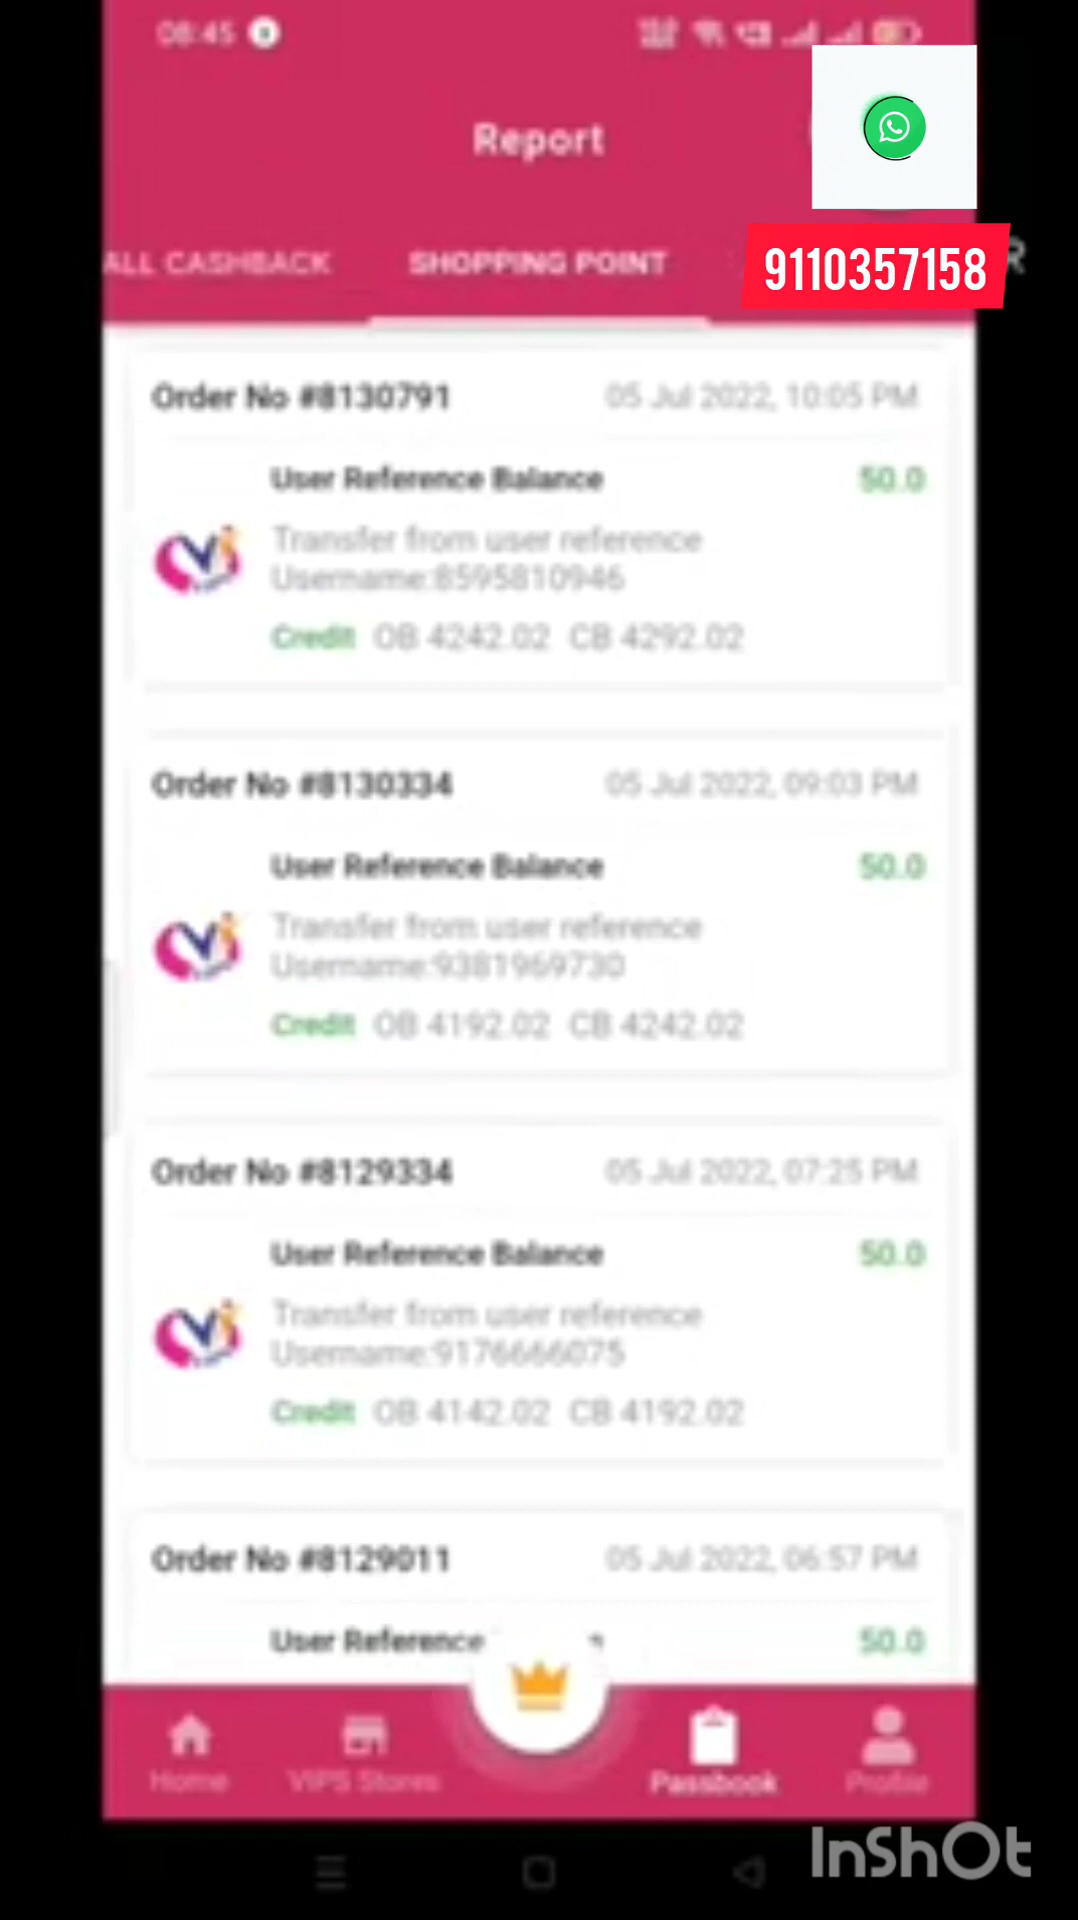 08:45
Report
ALL CASHBACK
SHOPPING POINT
R
9110357158
Order No #8130791
05 Jul 2022, 10:05 PM
User Reference Balance
50.0
Transfer from user reference
Username:8595810946
Credit OB 4242.02 CB 4292.02
Order No #8130334
05 Jul 2022, 09:03 PM
User Reference Balance
50.0
Transfer from user reference
Username:9381969730
Credit OB 4192.02 CB 4242.02
Order No #8129334
05 Jul 2022, 07:25 PM
User Reference Balance
50.0
Transfer from user reference
Username:9176666075
Credit OB 4142.02 CB 4192.02
Order No #8129011
05 Jul 2022, 06:57 PM
User Reference
50.0
Home
VIPS Stores
Passbook
Profile
InShOt